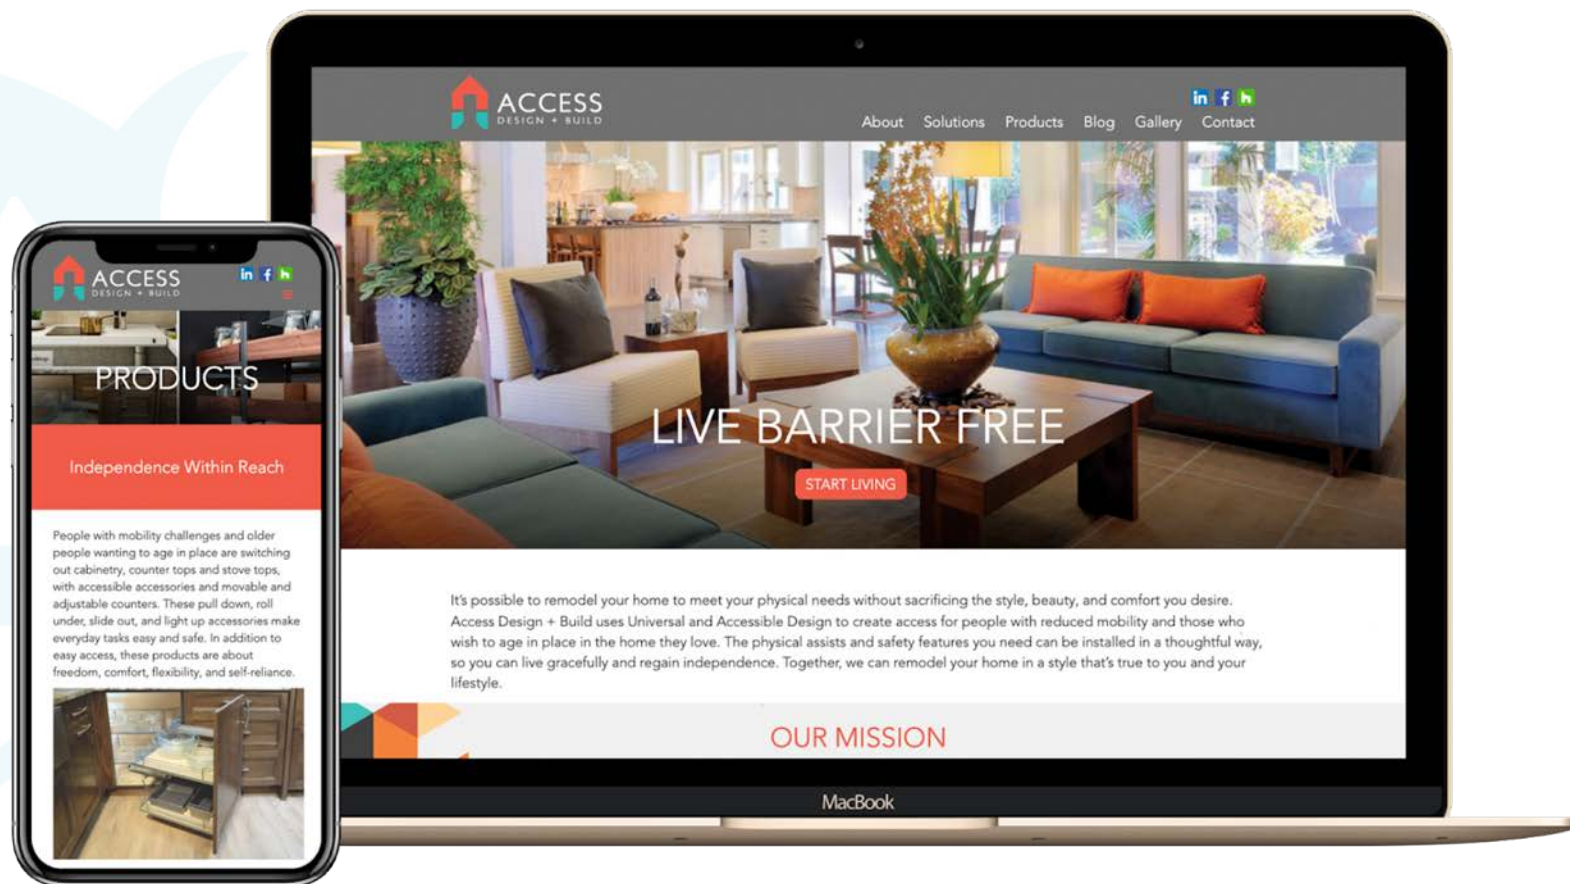 ACCESS
DESIGN + BUILD
in f h
About Solutions Products Blog Gallery Contact
LIVE BARRIER FREE
START LIVING
It's possible to remodel your home to meet your physical needs without sacrificing the style, beauty, and comfort you desire.
Access Design + Build uses Universal and Accessible Design to create access for people with reduced mobility and those who
wish to age in place in the home they love. The physical assists and safety features you need can be installed in a thoughtful way,
so you can live gracefully and regain independence. Together, we can remodel your home in a style that's true to you and your
lifestyle.
OUR MISSION
MacBook
ACCESS
DESIGN + BUILD
in f h
PRODUCTS
Independence Within Reach
People with mobility challenges and older
people wanting to age in place are switching
out cabinetry, counter tops and stove tops,
with accessible accessories and movable and
adjustable counters. These pull down, roll
under, slide out, and light up accessories make
everyday tasks easy and safe. In addition to
easy access, these products are about
freedom, comfort, flexibility, and self-reliance.